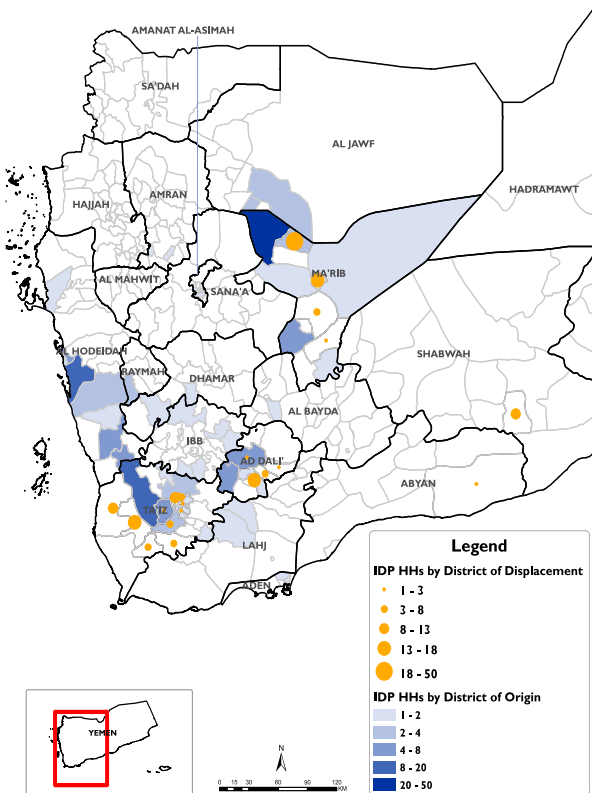 AMANAT AL-ASIMAH
SA'DAH
AL JAWF
HADRAMAWT
HAJJAH
AMRAN
MA'RIB
AL MAHWIT
SANA'A
AL HODEIDAH
RAYMAH
DHAMAR
SHABWAH
AL BAYDA
IBB
AD DALI'
ABYAN
TA'IZ
LAHJ
ADEN
Legend
IDP HHs by District of Displacement
1 - 3
3 - 8
8 - 13
13 - 18
18 - 50
IDP HHs by District of Origin
1 - 2
2 - 4
4 - 8
8 - 20
20 - 50
YEMEN
N
0 15 30 60 90 120
KM